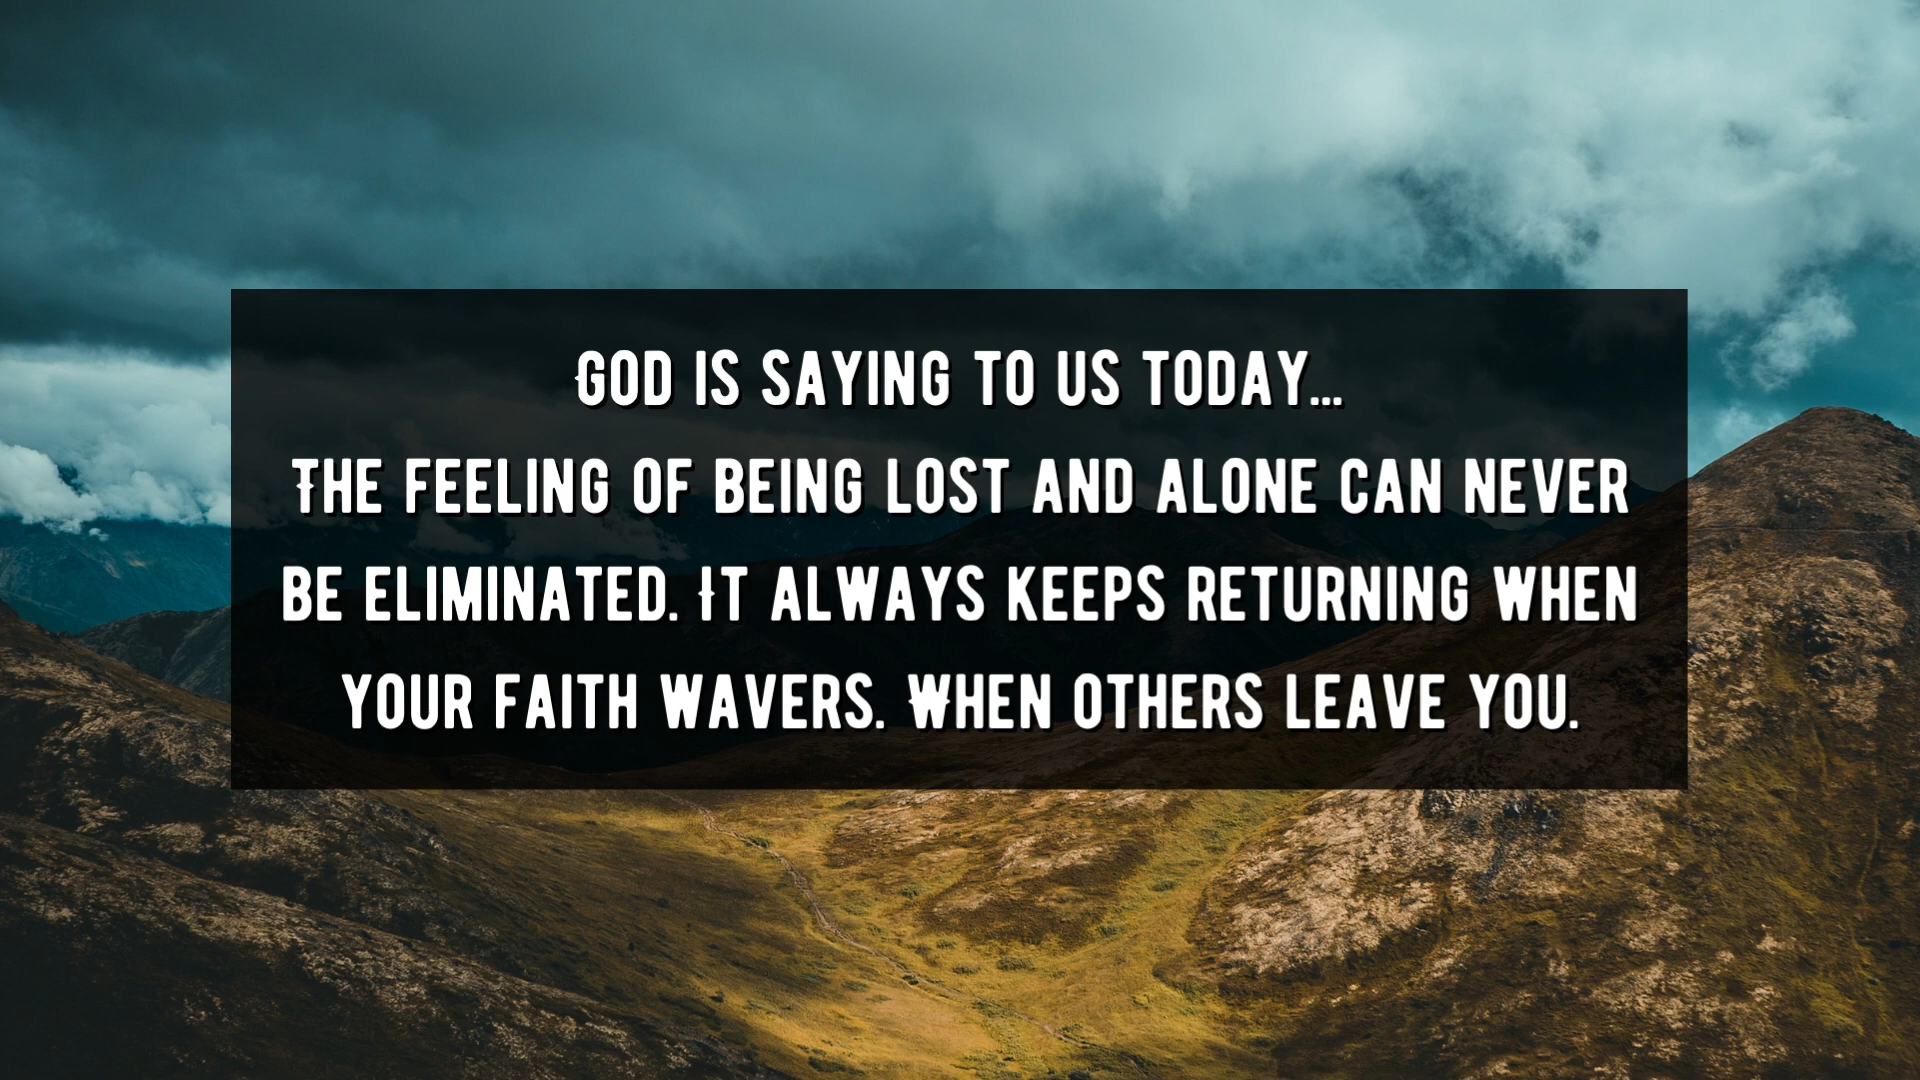 God is saying to us today...
The feeling of being lost and alone can never
be eliminated. It always keeps returning when
your faith wavers. When others leave you.